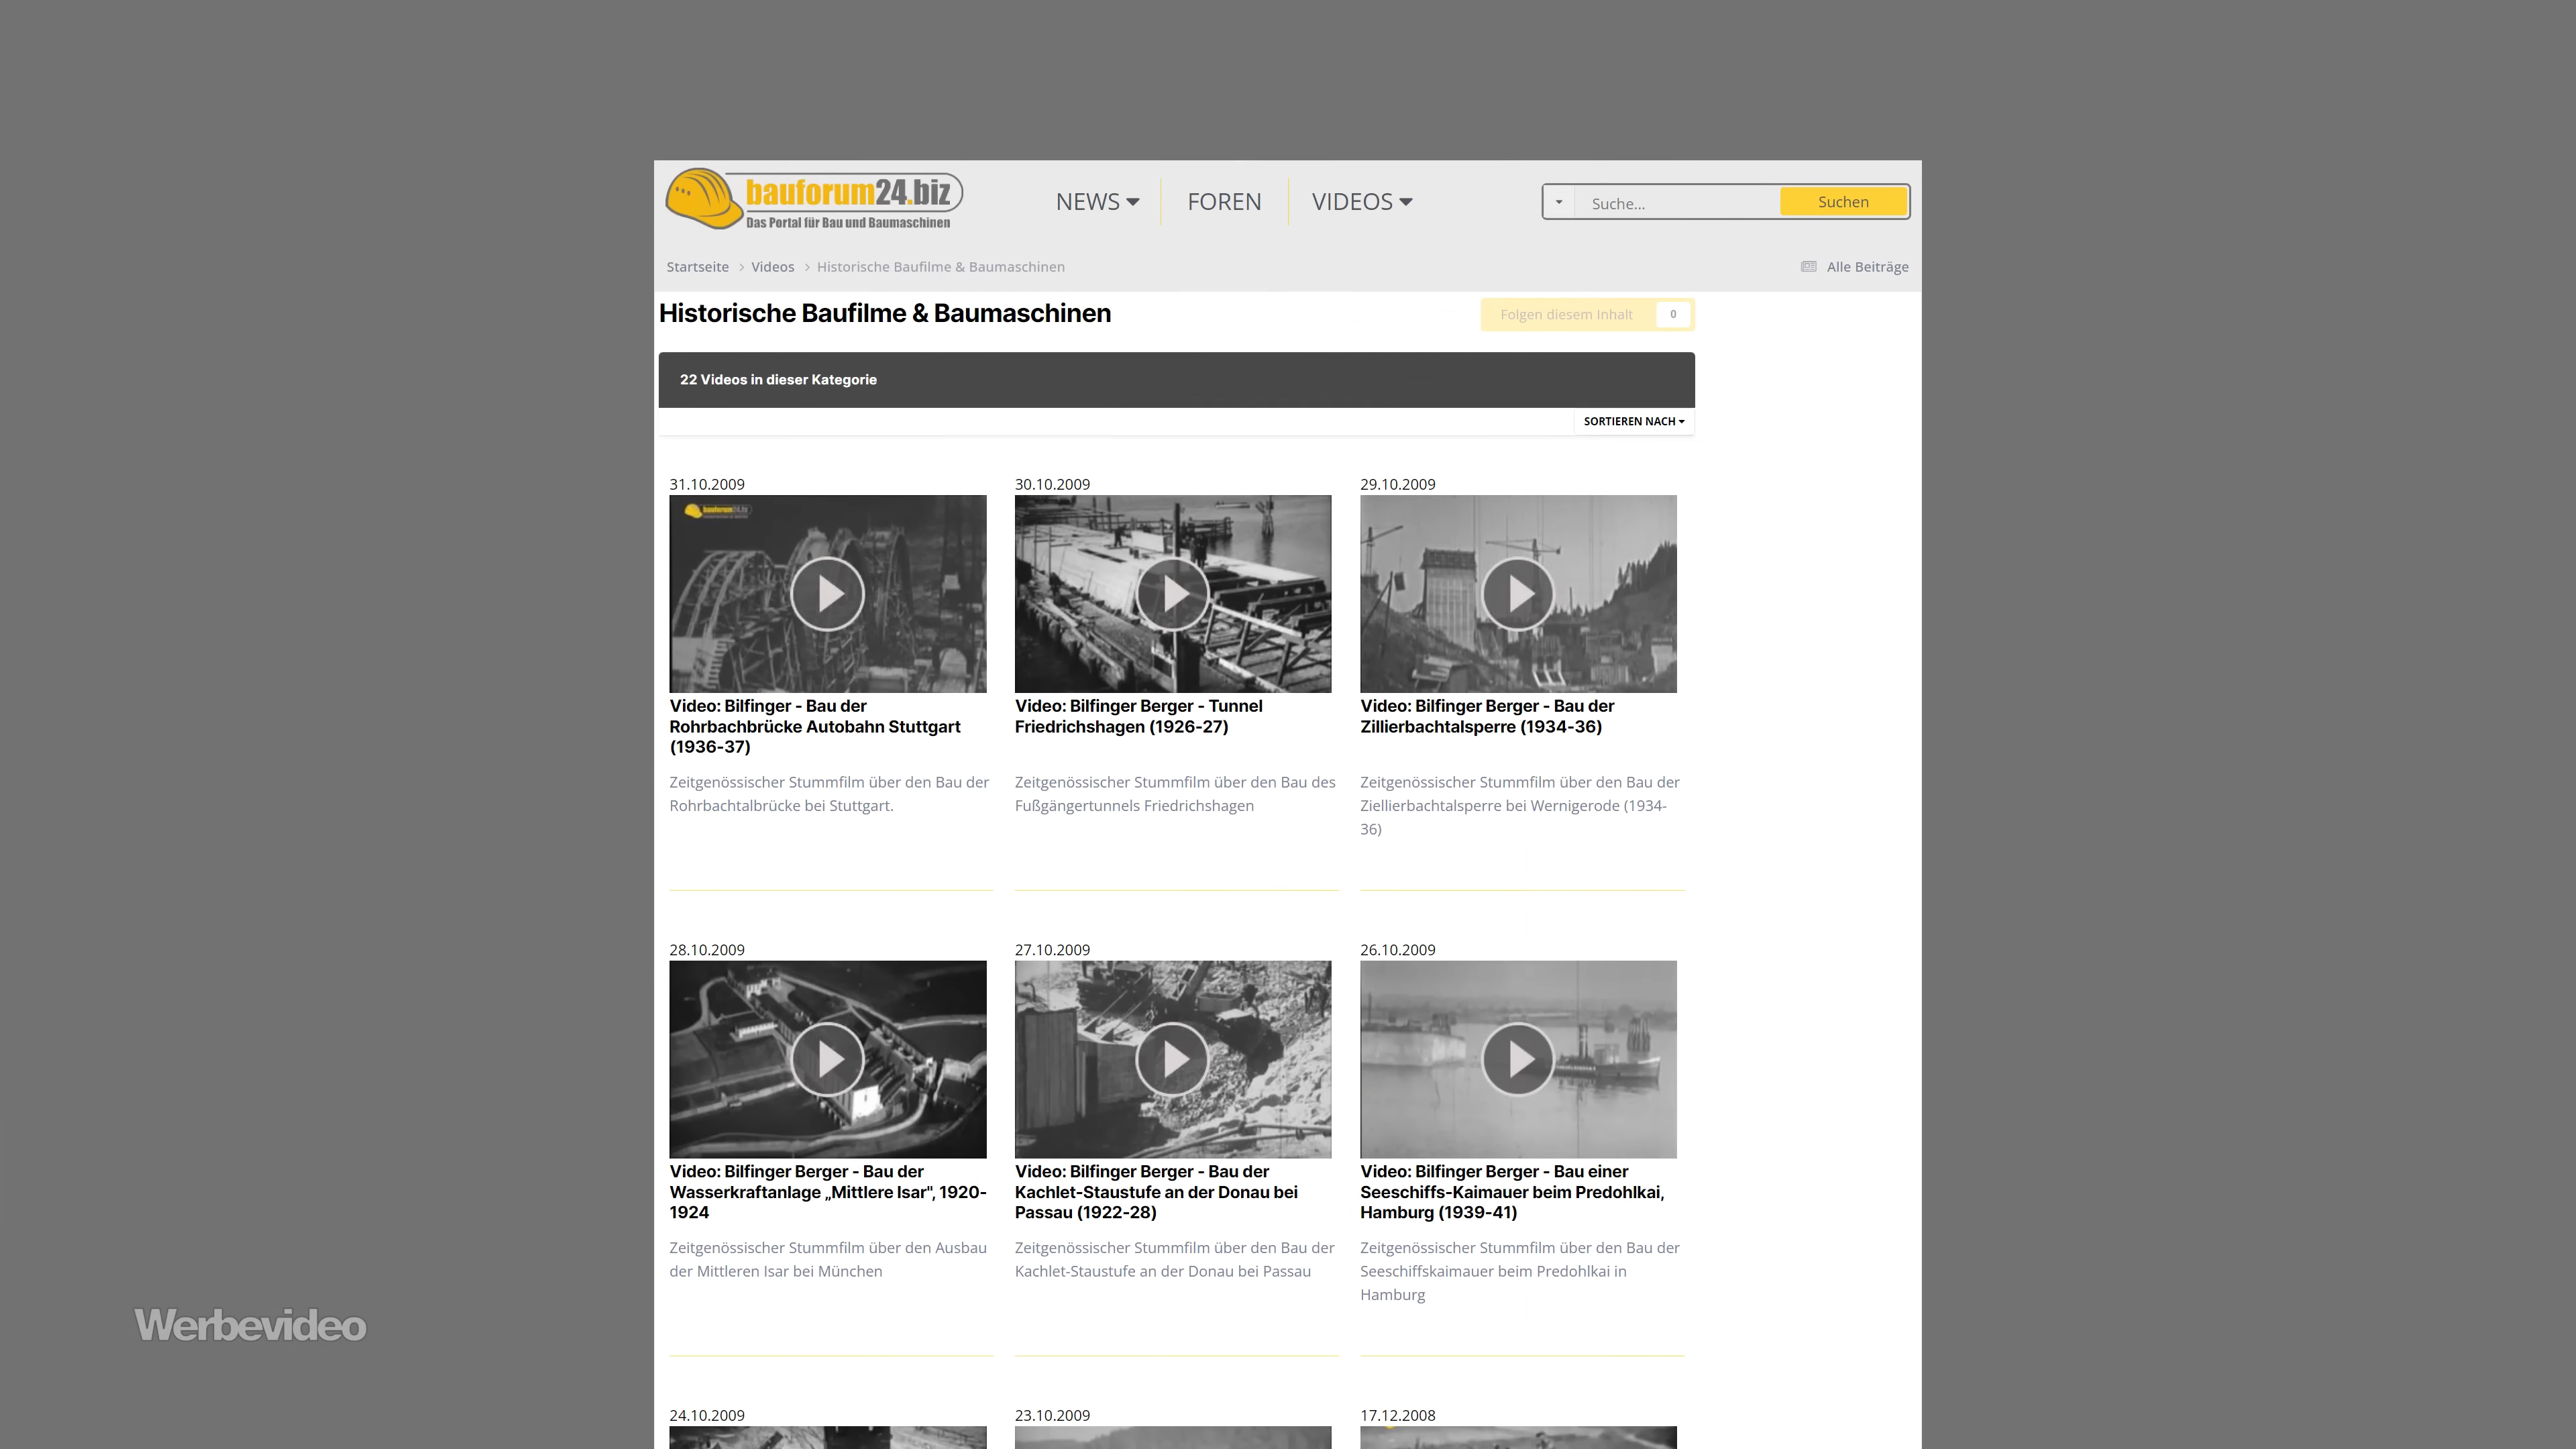 bauforum24.biz
Das Portal für Bau und Baumaschinen
NEWS
FOREN
VIDEOS
Suche...
Suchen
Startseite
Videos
Historische Baufilme & Baumaschinen
Alle Beiträge
Historische Baufilme & Baumaschinen
Folgen diesem Inhalt
0
22 Videos in dieser Kategorie
SORTIEREN NACH
31.10.2009
bauforum24.biz
Video: Bilfinger - Bau der
Rohrbachbrücke Autobahn Stuttgart
(1936-37)
Zeitgenössischer Stummfilm über den Bau der
Rohrbachtalbrücke bei Stuttgart.
30.10.2009
Video: Bilfinger Berger - Tunnel
Friedrichshagen (1926-27)
Zeitgenössischer Stummfilm über den Bau des
Fußgängertunnels Friedrichshagen
29.10.2009
Video: Bilfinger Berger - Bau der
Zillierbachtalsperre (1934-36)
Zeitgenössischer Stummfilm über den Bau der
Ziellierbachtalsperre bei Wernigerode (1934-
36)
28.10.2009
Video: Bilfinger Berger - Bau der
Wasserkraftanlage „Mittlere Isar", 1920-
1924
Zeitgenössischer Stummfilm über den Ausbau
der Mittleren Isar bei München
27.10.2009
Video: Bilfinger Berger - Bau der
Kachlet-Staustufe an der Donau bei
Passau (1922-28)
Zeitgenössischer Stummfilm über den Bau der
Kachlet-Staustufe an der Donau bei Passau
26.10.2009
Video: Bilfinger Berger - Bau einer
Seeschiffs-Kaimauer beim Predohlkai,
Hamburg (1939-41)
Zeitgenössischer Stummfilm über den Bau der
Seeschiffskaimauer beim Predohlkai in
Hamburg
24.10.2009
23.10.2009
17.12.2008
Werbevideo